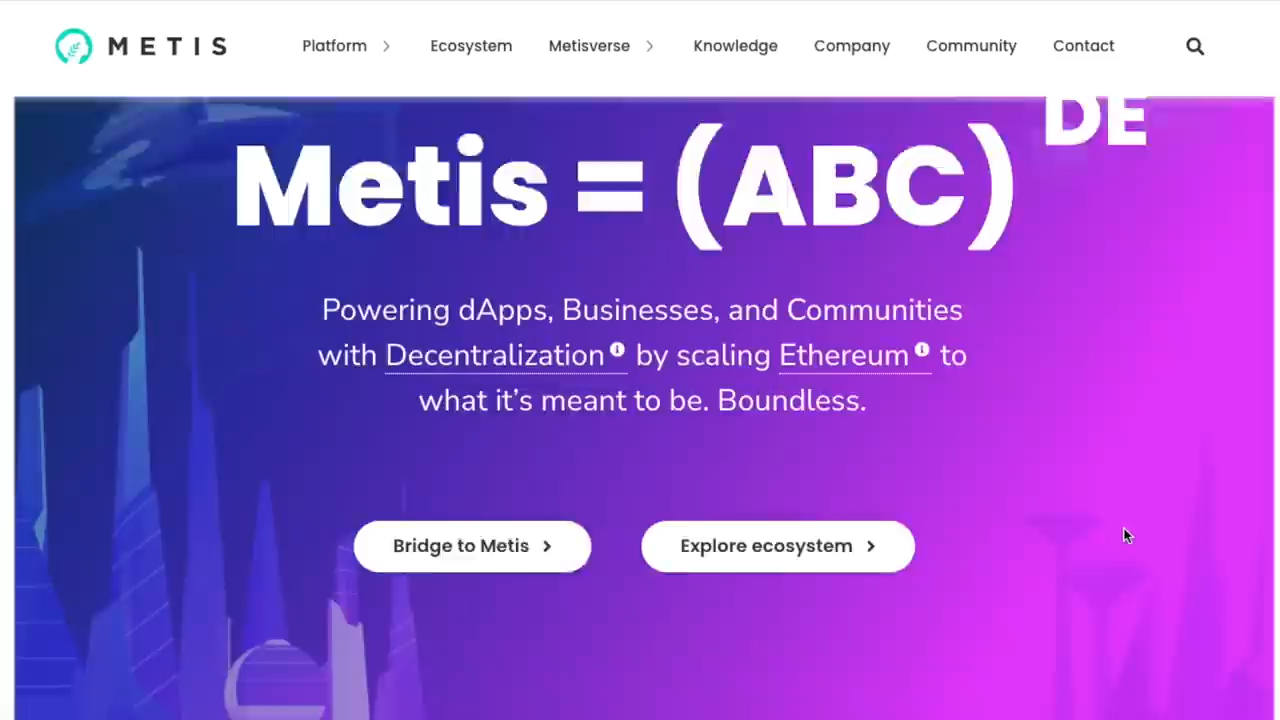 METIS
Platform Ecosystem Metisverse Knowledge Company Community Contact
Metis = (ABC) DE
Powering dApps, Businesses, and Communities
with Decentralization by scaling Ethereum to
what it’s meant to be. Boundless.
Bridge to Metis
Explore ecosystem